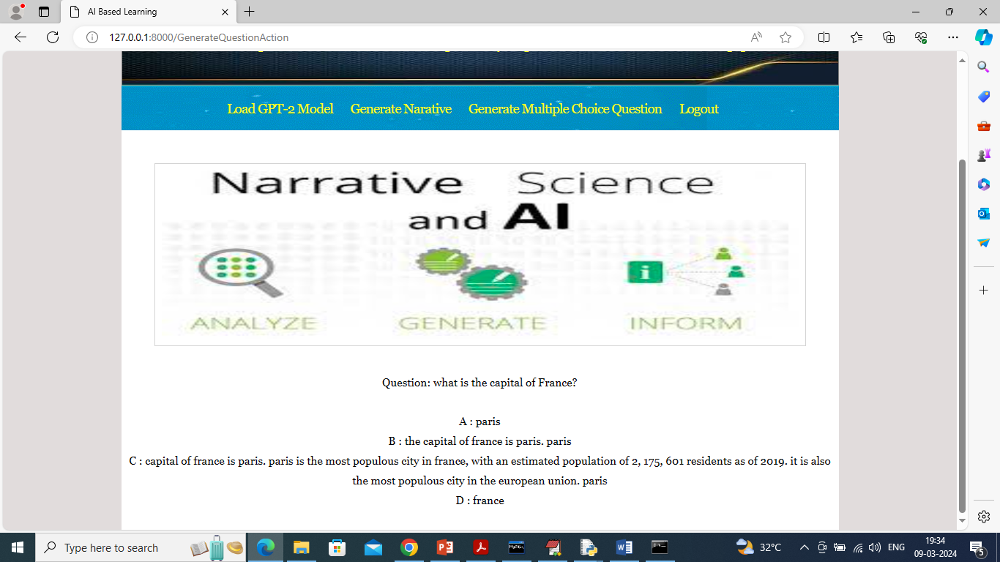 AI Based Learning
127.0.0.1:8000/GenerateQuestionAction
Load GPT-2 Model Generate Narative Generate Multiple Choice Question Logout
Narrative Science
and AI
ANALYZE GENERATE INFORM
Question: what is the capital of France?
A : paris
B : the capital of france is paris. paris
C : capital of france is paris. paris is the most populous city in france, with an estimated population of 2, 175, 601 residents as of 2019. it is also
the most populous city in the european union. paris
D : france
Type here to search
32°C
ENG
19:34
09-03-2024
5